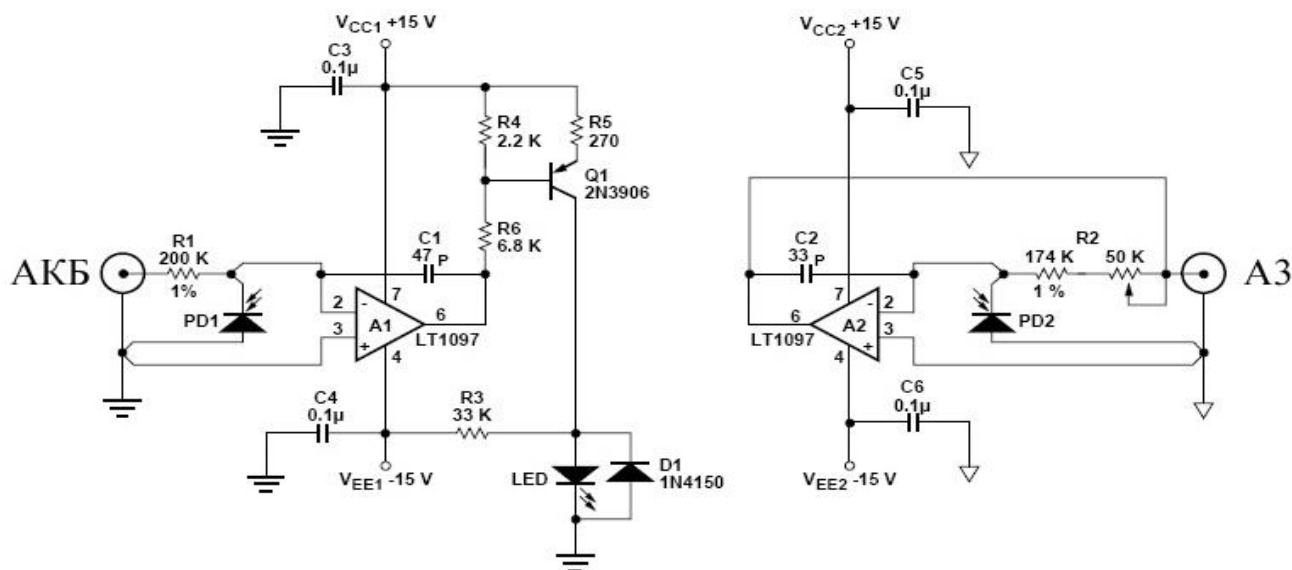 VCC1 +15 V
C3
0.1µ
R4
2.2 K
R5
270
Q1
2N3906
R6
6.8 K
C1
47 P
АКБ
R1
200 K
1%
PD1
2
-
3
+
7
A1
6
4
LT1097
C4
0.1µ
R3
33 K
VEE1 -15 V
LED
D1
1N4150
VCC2 +15 V
C5
0.1µ
C2
33 P
R2
174 K
50 K
1 %
АЗ
7
-
2
6
A2
3
+
4
LT1097
PD2
C6
0.1µ
VEE2 -15 V